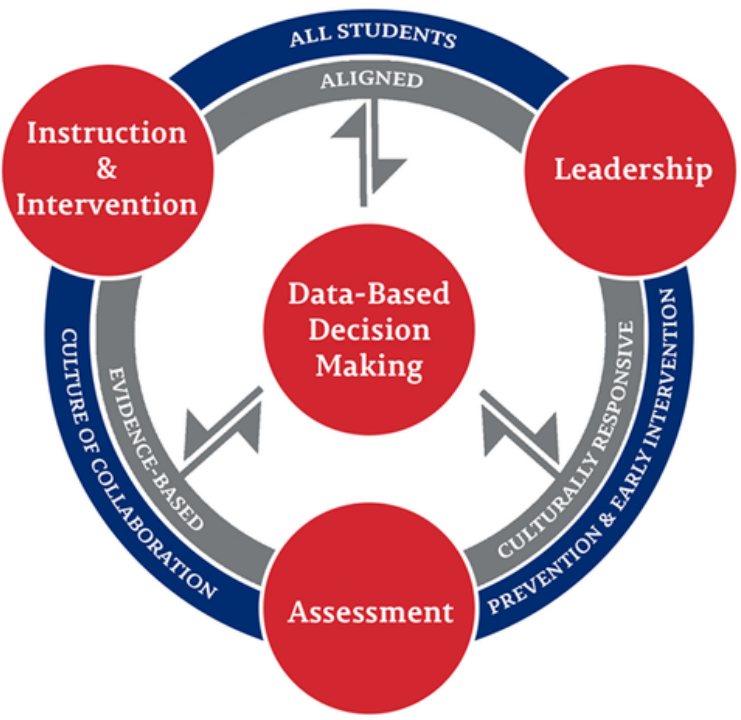 ALL STUDENTS
ALIGNED
Instruction
&
Intervention
Leadership
Data-Based
Decision
Making
CULTURE OF COLLABORATION
EVIDENCE-BASED
CULTURALLY RESPONSIVE
PREVENTION & EARLY INTERVENTION
Assessment